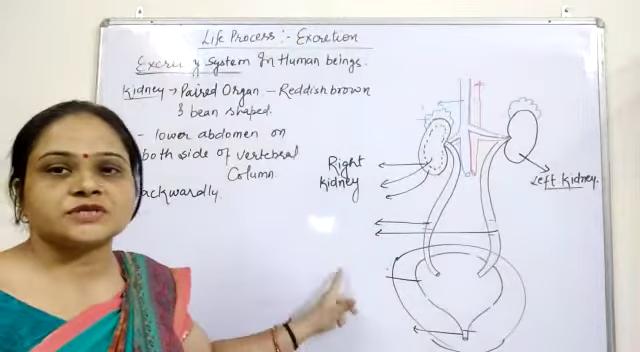 Life Process :- Excretion
Excre y system In Human beings.
Kidney → Paired Organ - Reddish brown
& bean shaped.
- lower abdomen on
both side of vertebral
Column.
ackwardly.
Right
kidney
Left Kidney.